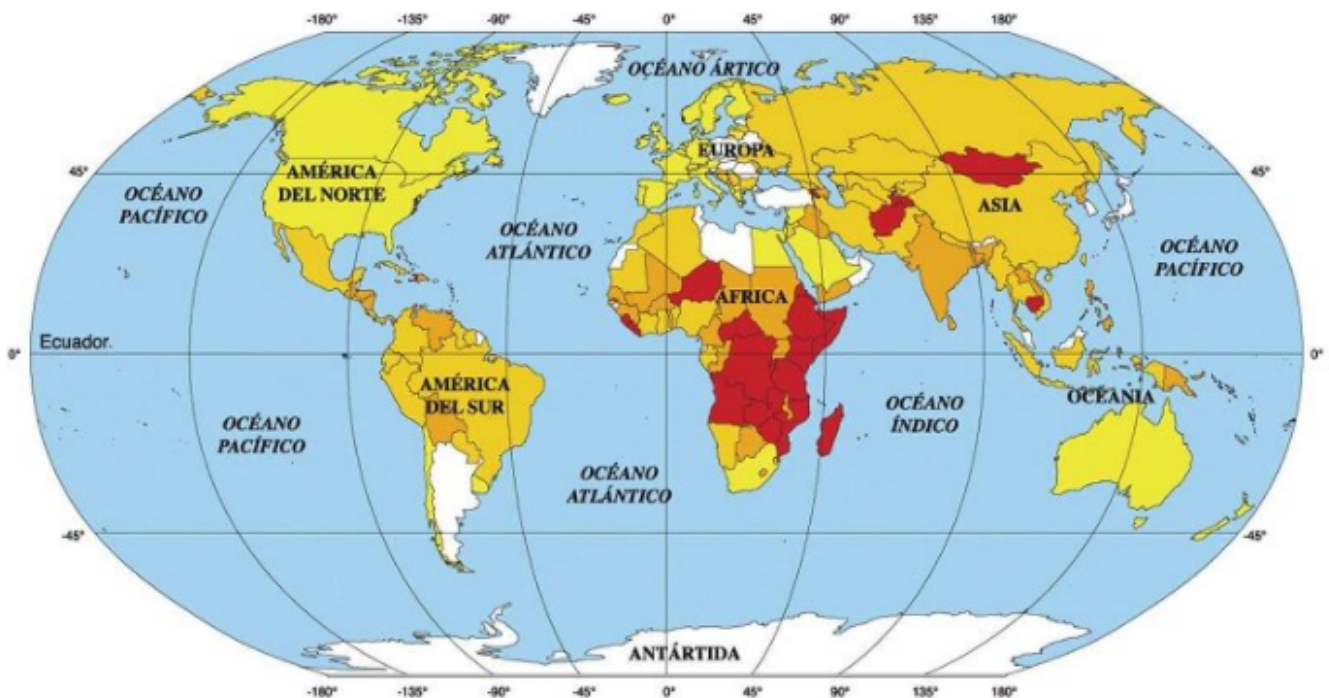 -180° -135° -90° -45° 0° 45° 90° 135° 180°
OCÉANO ÁRTICO
EUROPA
45° 45°
AMÉRICA
DEL NORTE
OCÉANO
PACÍFICO
ASIA
OCÉANO
ATLÁNTICO
OCÉANO
PACÍFICO
ÁFRICA
Ecuador.
0° 0°
AMÉRICA
DEL SUR
OCÉANIA
OCÉANO
ÍNDICO
OCÉANO
PACÍFICO
OCÉANO
ATLÁNTICO
-45° -45°
ANTÁRTIDA
-180° -135° -90° -45° 0° 45° 90° 135° 180°